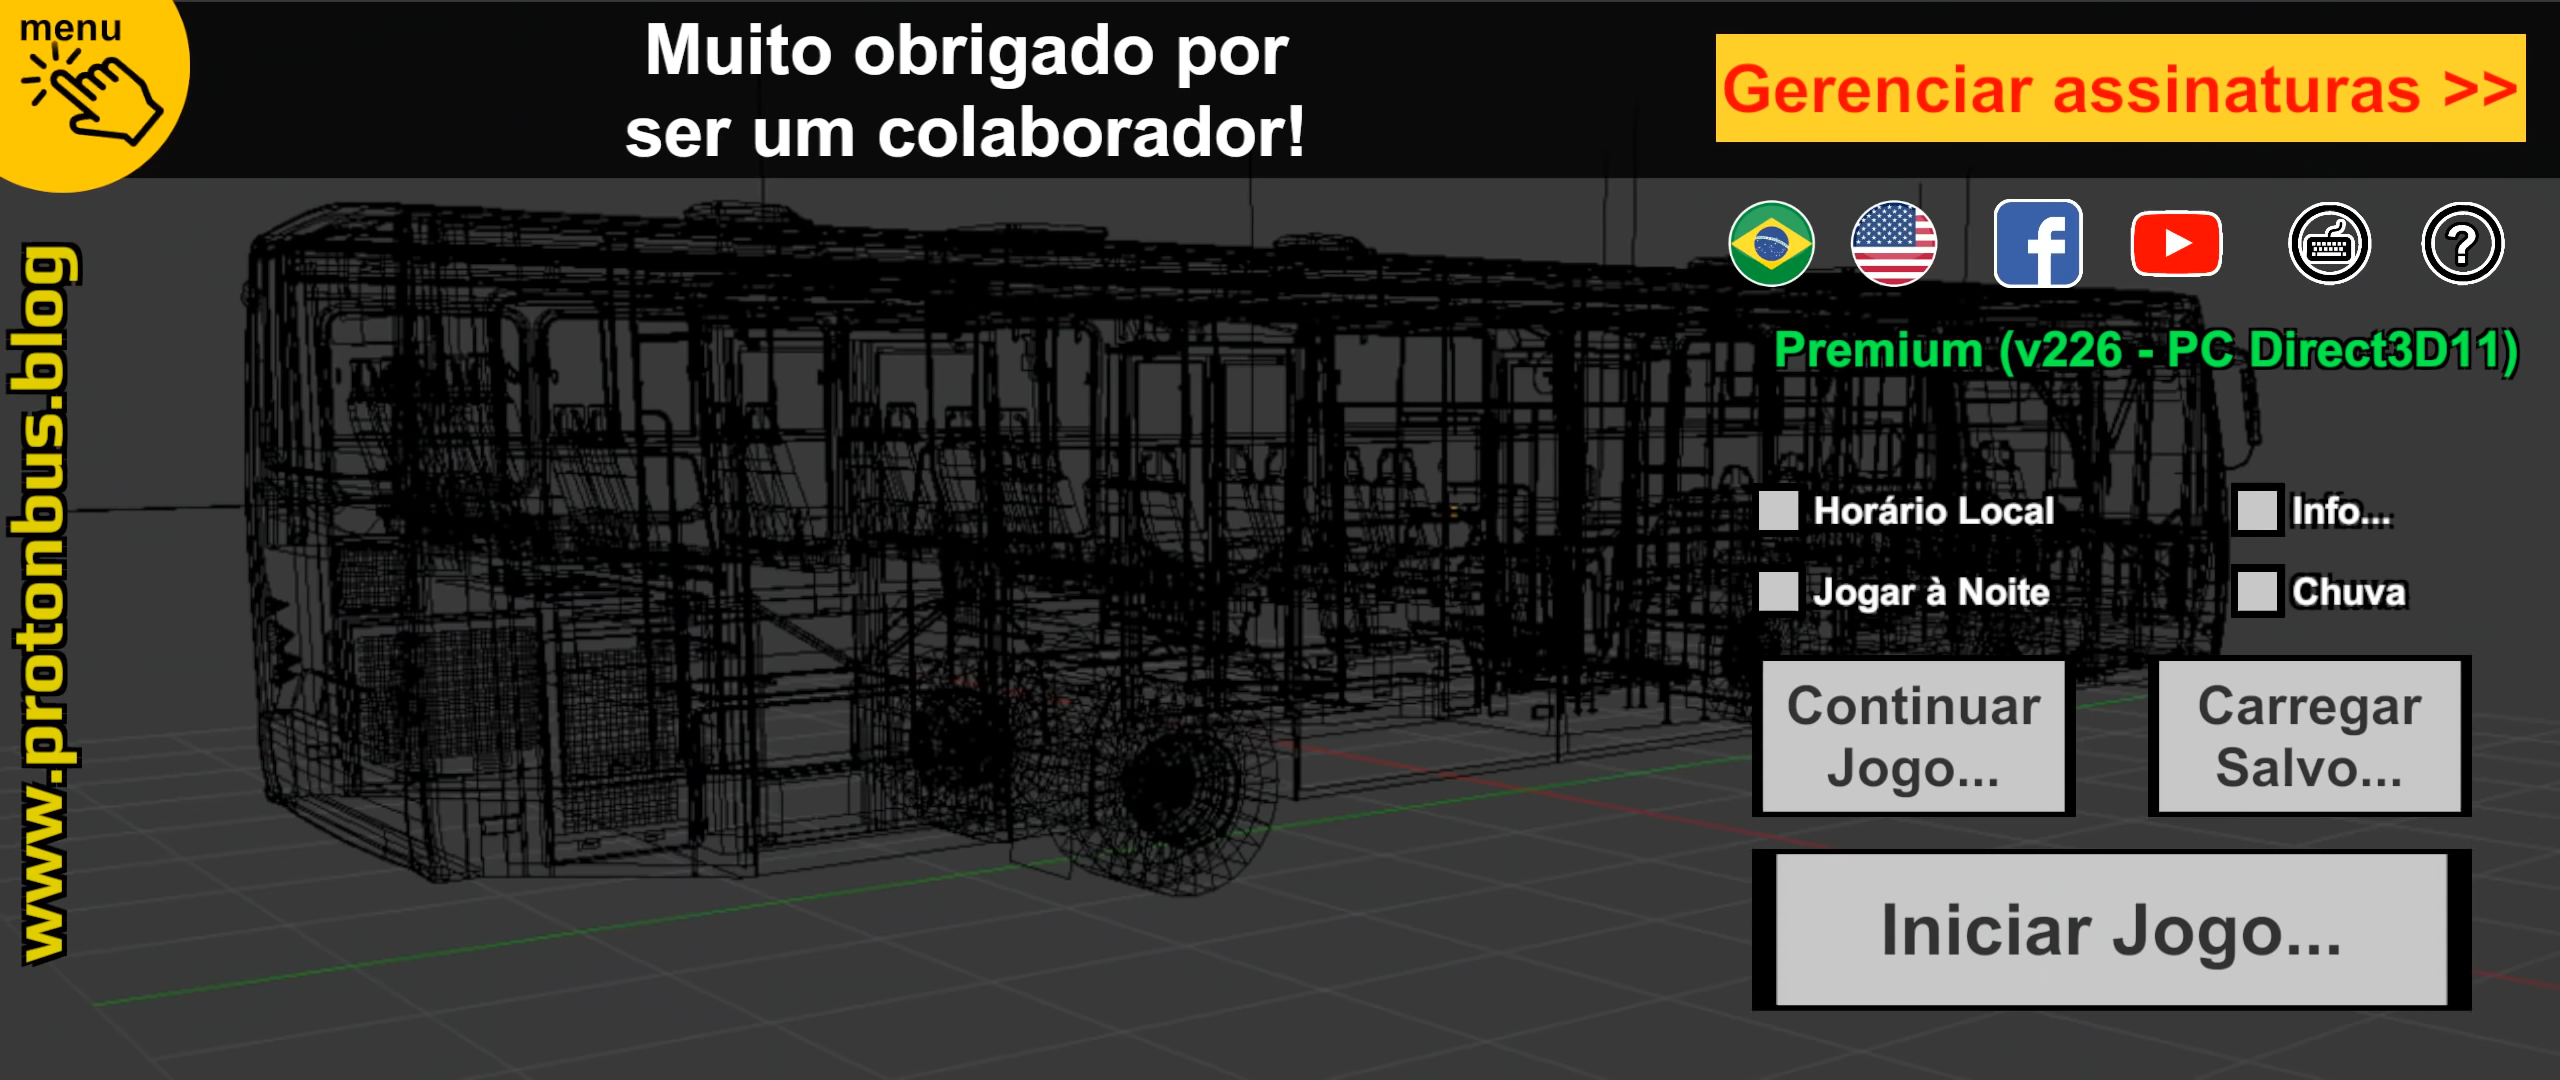 menu
Muito obrigado por
ser um colaborador!
Gerenciar assinaturas >>
www.protonbus.blog
Premium (v226 - PC Direct3D11)
Horário Local
Info...
Jogar à Noite
Chuva
Continuar
Jogo...
Carregar
Salvo...
Iniciar Jogo...